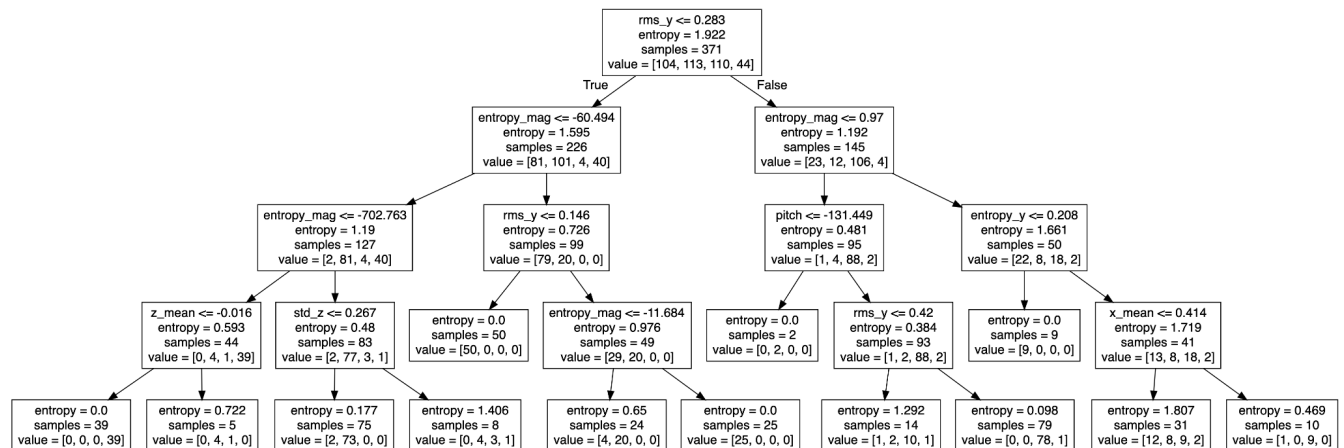 rms_y <= 0.283
entropy = 1.922
samples = 371
value = [104, 113, 110, 44]
True
False
entropy_mag <= -60.494
entropy = 1.595
samples = 226
value = [81, 101, 4, 40]
entropy_mag <= 0.97
entropy = 1.192
samples = 145
value = [23, 12, 106, 4]
entropy_mag <= -702.763
entropy = 1.19
samples = 127
value = [2, 81, 4, 40]
rms_y <= 0.146
entropy = 0.726
samples = 99
value = [79, 20, 0, 0]
pitch <= -131.449
entropy = 0.481
samples = 95
value = [1, 4, 88, 2]
entropy_y <= 0.208
entropy = 1.661
samples = 50
value = [22, 8, 18, 2]
z_mean <= -0.016
entropy = 0.593
samples = 44
value = [0, 4, 1, 39]
std_z <= 0.267
entropy = 0.48
samples = 83
value = [2, 77, 3, 1]
entropy = 0.0
samples = 50
value = [50, 0, 0, 0]
entropy_mag <= -11.684
entropy = 0.976
samples = 49
value = [29, 20, 0, 0]
entropy = 0.0
samples = 2
value = [0, 2, 0, 0]
rms_y <= 0.42
entropy = 0.384
samples = 93
value = [1, 2, 88, 2]
entropy = 0.0
samples = 9
value = [9, 0, 0, 0]
x_mean <= 0.414
entropy = 1.719
samples = 41
value = [13, 8, 18, 2]
entropy = 0.0
samples = 39
value = [0, 0, 0, 39]
entropy = 0.722
samples = 5
value = [0, 4, 1, 0]
entropy = 0.177
samples = 75
value = [2, 73, 0, 0]
entropy = 1.406
samples = 8
value = [0, 4, 3, 1]
entropy = 0.65
samples = 24
value = [4, 20, 0, 0]
entropy = 0.0
samples = 25
value = [25, 0, 0, 0]
entropy = 1.292
samples = 14
value = [1, 2, 10, 1]
entropy = 0.098
samples = 79
value = [0, 0, 78, 1]
entropy = 1.807
samples = 31
value = [12, 8, 9, 2]
entropy = 0.469
samples = 10
value = [1, 0, 9, 0]